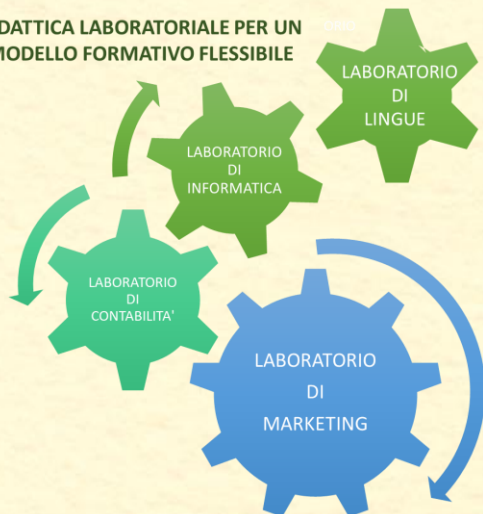 DATTICA LABORATORIALE PER UN
MODELLO FORMATIVO FLESSIBILE
LABORATORIO
DI
LINGUE
LABORATORIO
DI
INFORMATICA
LABORATORIO
DI
CONTABILITA'
LABORATORIO
DI
MARKETING